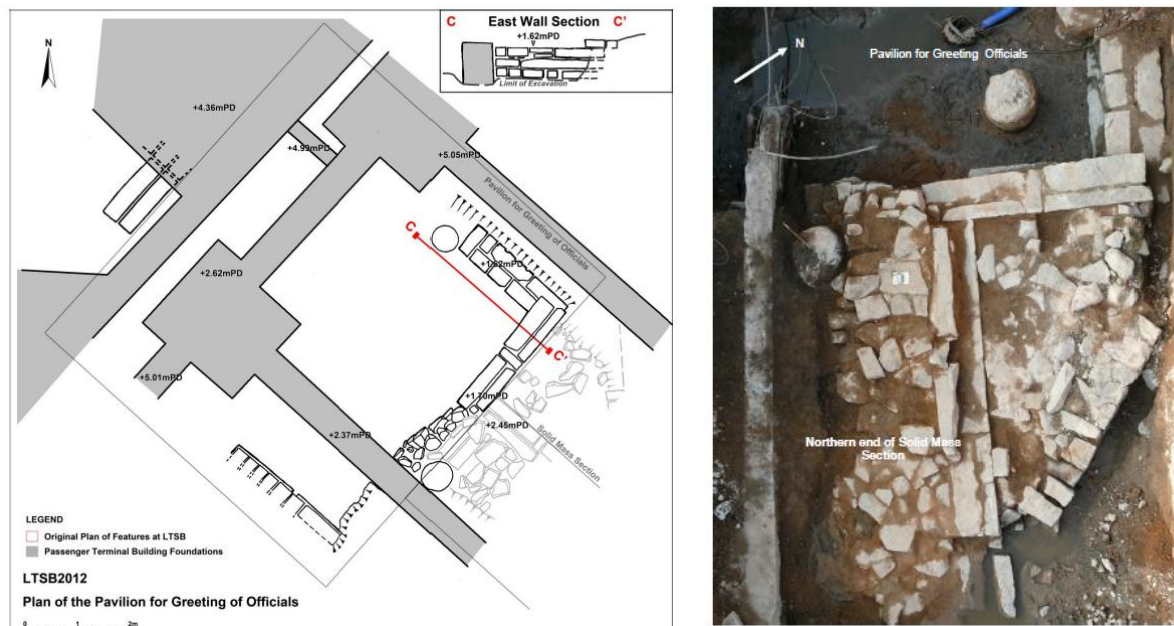 C East Wall Section C'
+1.62mPD
Limit of Excavation
N
+4.36mPD
+4.99mPD
+5.05mPD
Pavilion for Greeting of Officials
C
+1.62mPD
+2.62mPD
C'
+5.01mPD
+1.70mPD
+2.45mPD
+2.37mPD
Solid Mass Section
LEGEND
Original Plan of Features at LTSB
Passenger Terminal Building Foundations
LTSB2012
Plan of the Pavilion for Greeting of Officials
0 1 2m
N
Pavilion for Greeting Officials
Northern end of Solid Mass
Section